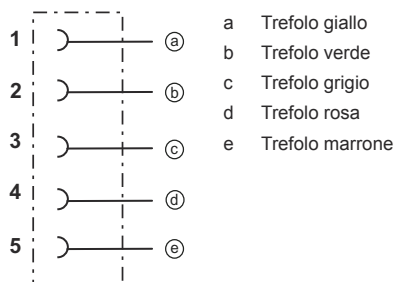 1 ⓐ
2 ⓑ
3 ⓒ
4 ⓓ
5 ⓔ
a Trefolo giallo
b Trefolo verde
c Trefolo grigio
d Trefolo rosa
e Trefolo marrone